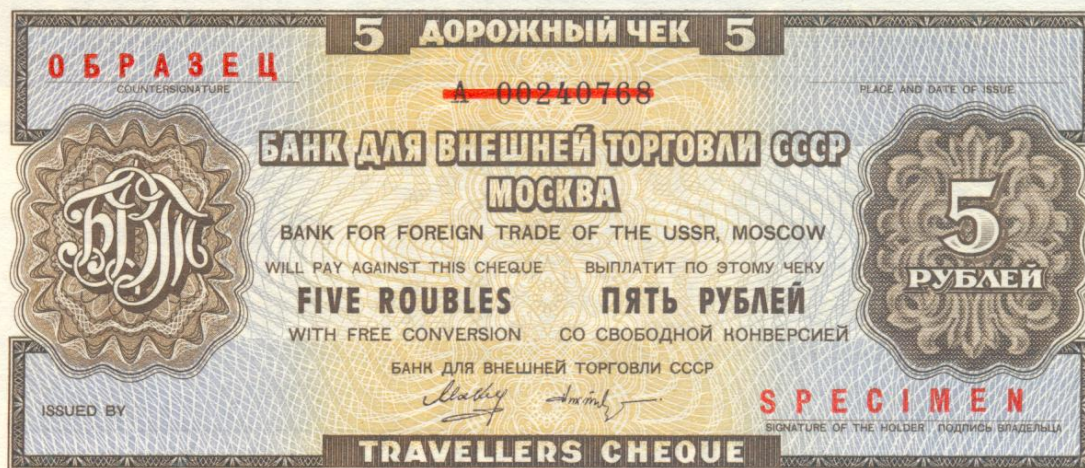 5 ДОРОЖНЫЙ ЧЕК 5
ОБРАЗЕЦ
COUNTERSIGNATURE
А 00240768
PLACE AND DATE OF ISSUE
БАНК ДЛЯ ВНЕШНЕЙ ТОРГОВЛИ СССР
МОСКВА
BANK FOR FOREIGN TRADE OF THE USSR, MOSCOW
WILL PAY AGAINST THIS CHEQUE ВЫПЛАТИТ ПО ЭТОМУ ЧЕКУ
FIVE ROUBLES ПЯТЬ РУБЛЕЙ
WITH FREE CONVERSION СО СВОБОДНОЙ КОНВЕРСИЕЙ
БВТ
5
РУБЛЕЙ
БАНК ДЛЯ ВНЕШНЕЙ ТОРГОВЛИ СССР
ISSUED BY
SPECIMEN
SIGNATURE OF THE HOLDER ПОДПИСЬ ВЛАДЕЛЬЦА
TRAVELLERS CHEQUE